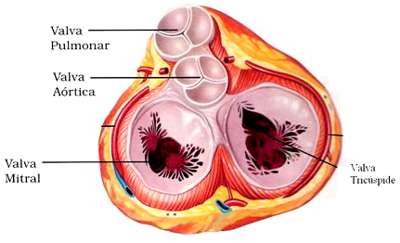 Valva
Pulmonar
Valva
Aórtica
Valva
Mitral
Valva
Tricúspide